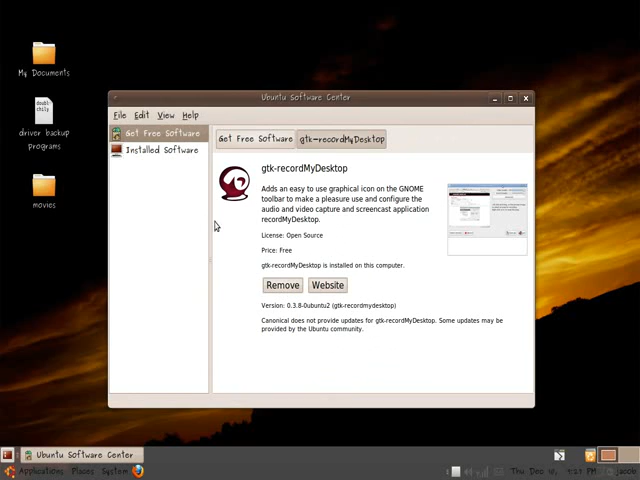 My Documents
doubl-
chily
driver backup
programs
movies
Ubuntu Software Center
File Edit View Help
Get Free Software
Installed Software
Get Free Software
gtk-recordMyDesktop
gtk-recordMyDesktop
Adds an easy to use graphical icon on the GNOME
toolbar to make a pleasure use and configure the
audio and video capture and screencast application
recordMyDesktop.
License: Open Source
Price: Free
gtk-recordMyDesktop is installed on this computer.
Remove
Website
Version: 0.3.8-0ubuntu2 (gtk-recordmydesktop)
Canonical does not provide updates for gtk-recordMyDesktop. Some updates may be
provided by the Ubuntu community.
Ubuntu Software Center
Applications Places System
Thu Dec 10, 9:21 PM
jacob